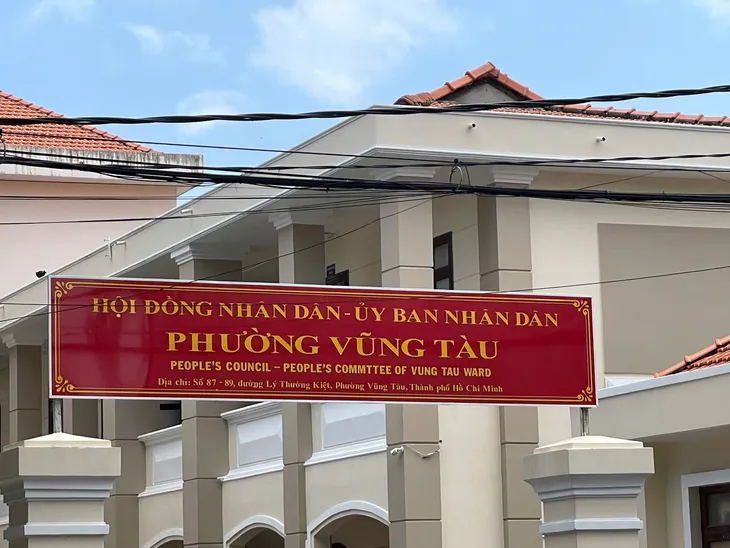 HỘI ĐỒNG NHÂN DÂN - ỦY BAN NHÂN DÂN
PHƯỜNG VŨNG TÀU
PEOPLE'S COUNCIL – PEOPLE'S COMMTTEE OF VUNG TAU WARD
Địa chỉ: Số 87 - 89, đường Lý Thường Kiệt, Phường Vũng Tàu, Thành phố Hồ Chí Minh